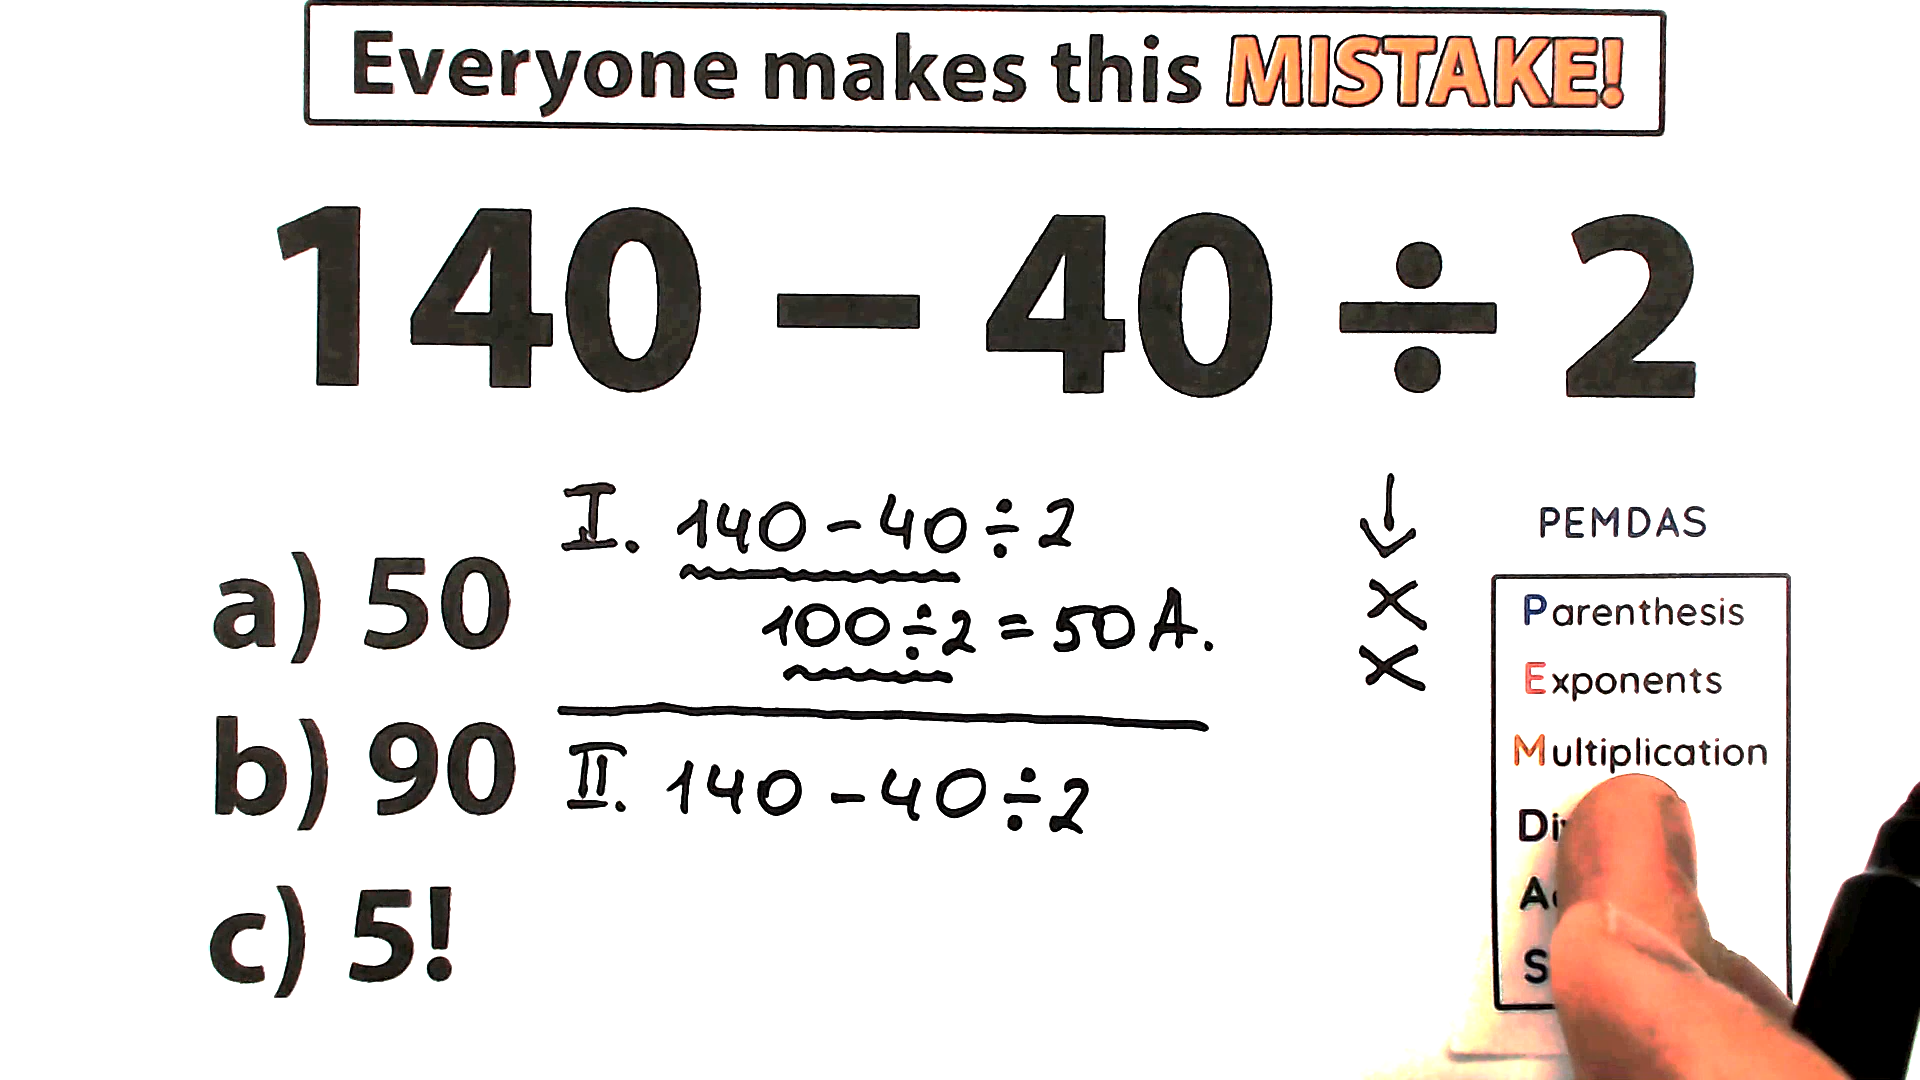 Everyone makes this MISTAKE!
140 – 40 ÷ 2
a) 50
b) 90
c) 5!
I. 140 – 40 ÷ 2
100 ÷ 2 = 50 A.
II. 140 – 40 ÷ 2
↓
×
×
PEMDAS
Parenthesis
Exponents
Multiplication
Di
A
S